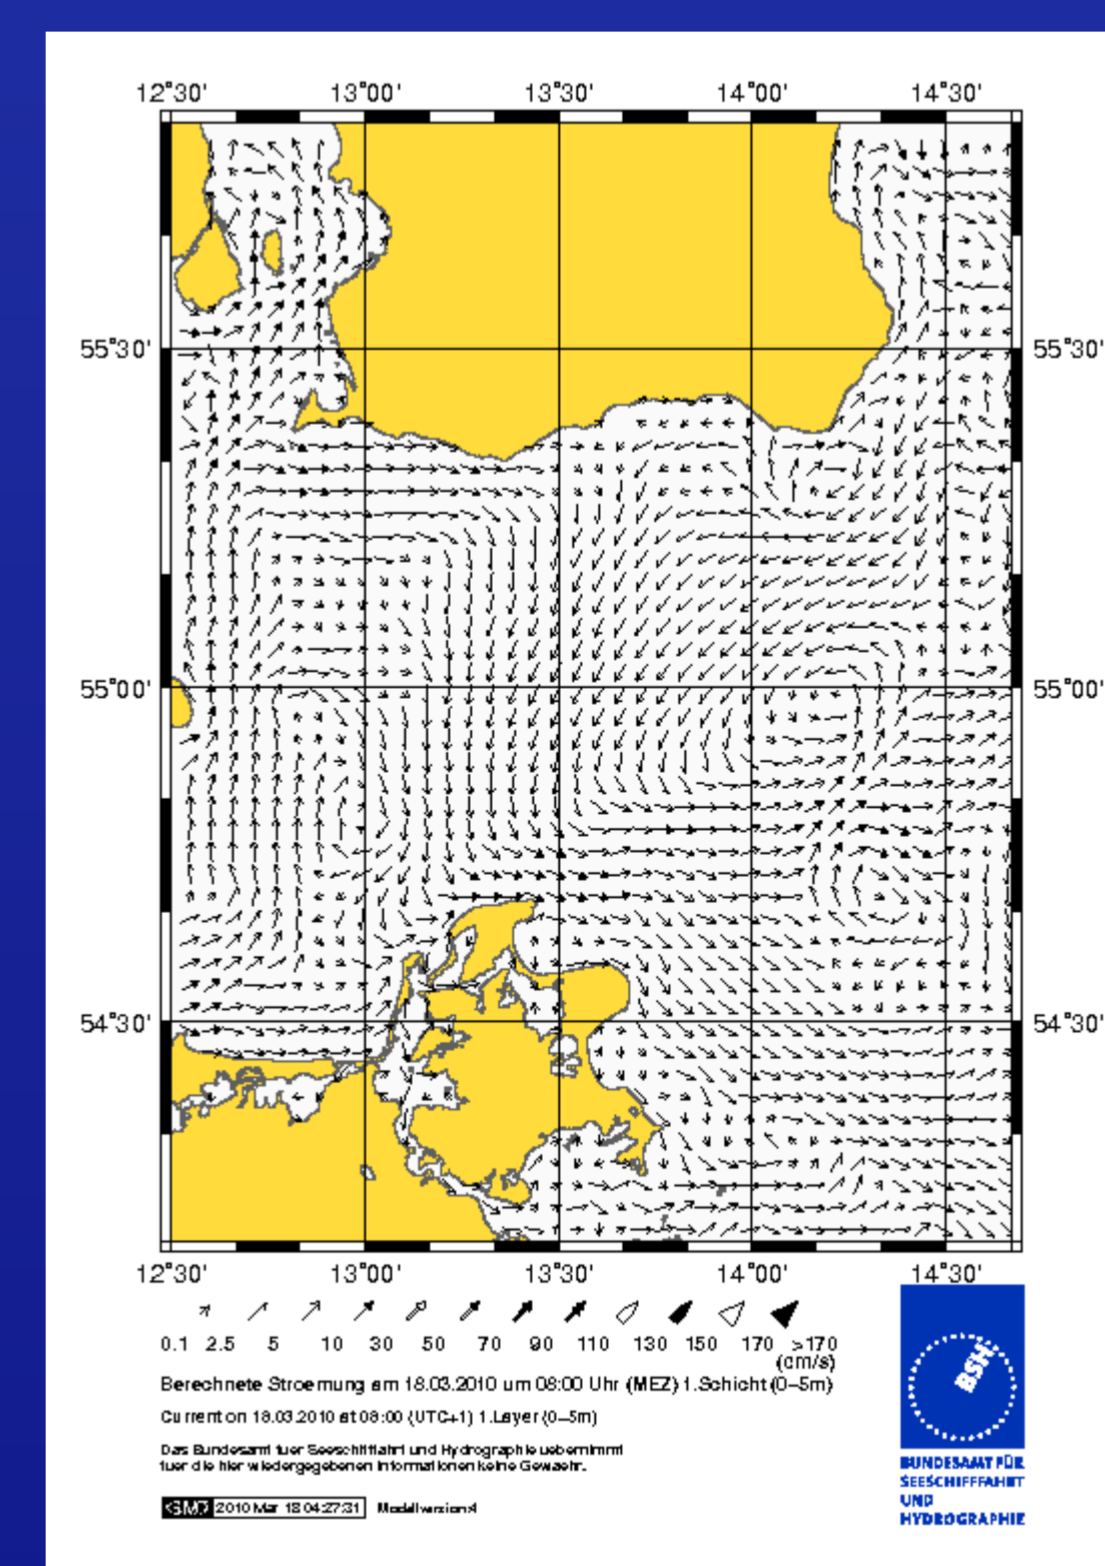 12°30' 13°00' 13°30' 14°00' 14°30'
55°30' 55°30'
55°00' 55°00'
54°30' 54°30'
12°30' 13°00' 13°30' 14°00' 14°30'
0.1 2.5 5 10 30 50 70 90 110 130 150 170 >170
(cm/s)
Berechnete Stroemung am 18.03.2010 um 08:00 Uhr (MEZ) 1.Schicht (0–5m)
Current on 18.03.2010 at 08:00 (UTC+1) 1.Layer (0–5m)
Das Bundesamt fuer Seeschiffahrt und Hydrographie uebernimmt
fuer die hier wiedergegebenen Informationen keine Gewaehr.
GMT 2010 Mar 18 04:27:31 Modellversion4
BSH
BUNDESAMT FÜR
SEESCHIFFFAHRT
UND
HYDROGRAPHIE